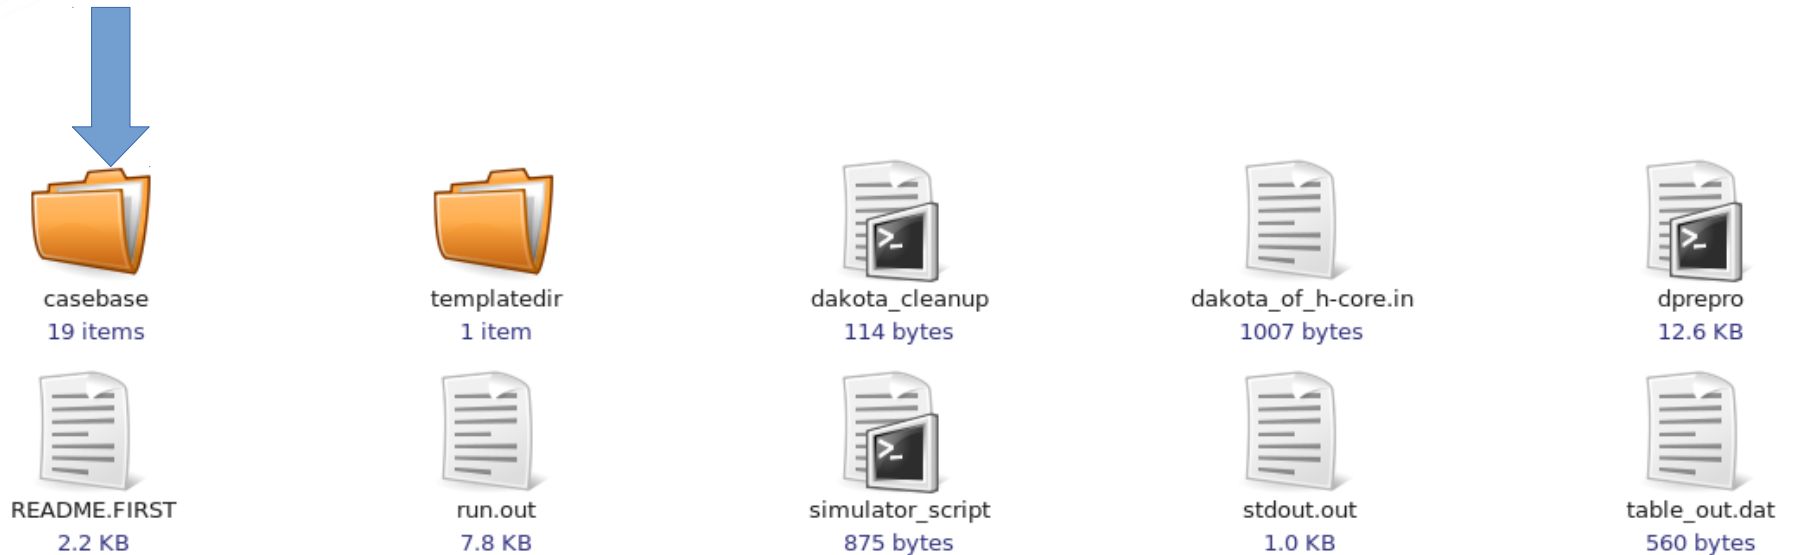 casebase
19 items
templatedir
1 item
dakota_cleanup
114 bytes
dakota_of_h-core.in
1007 bytes
dprepro
12.6 KB
README.FIRST
2.2 KB
run.out
7.8 KB
simulator_script
875 bytes
stdout.out
1.0 KB
table_out.dat
560 bytes